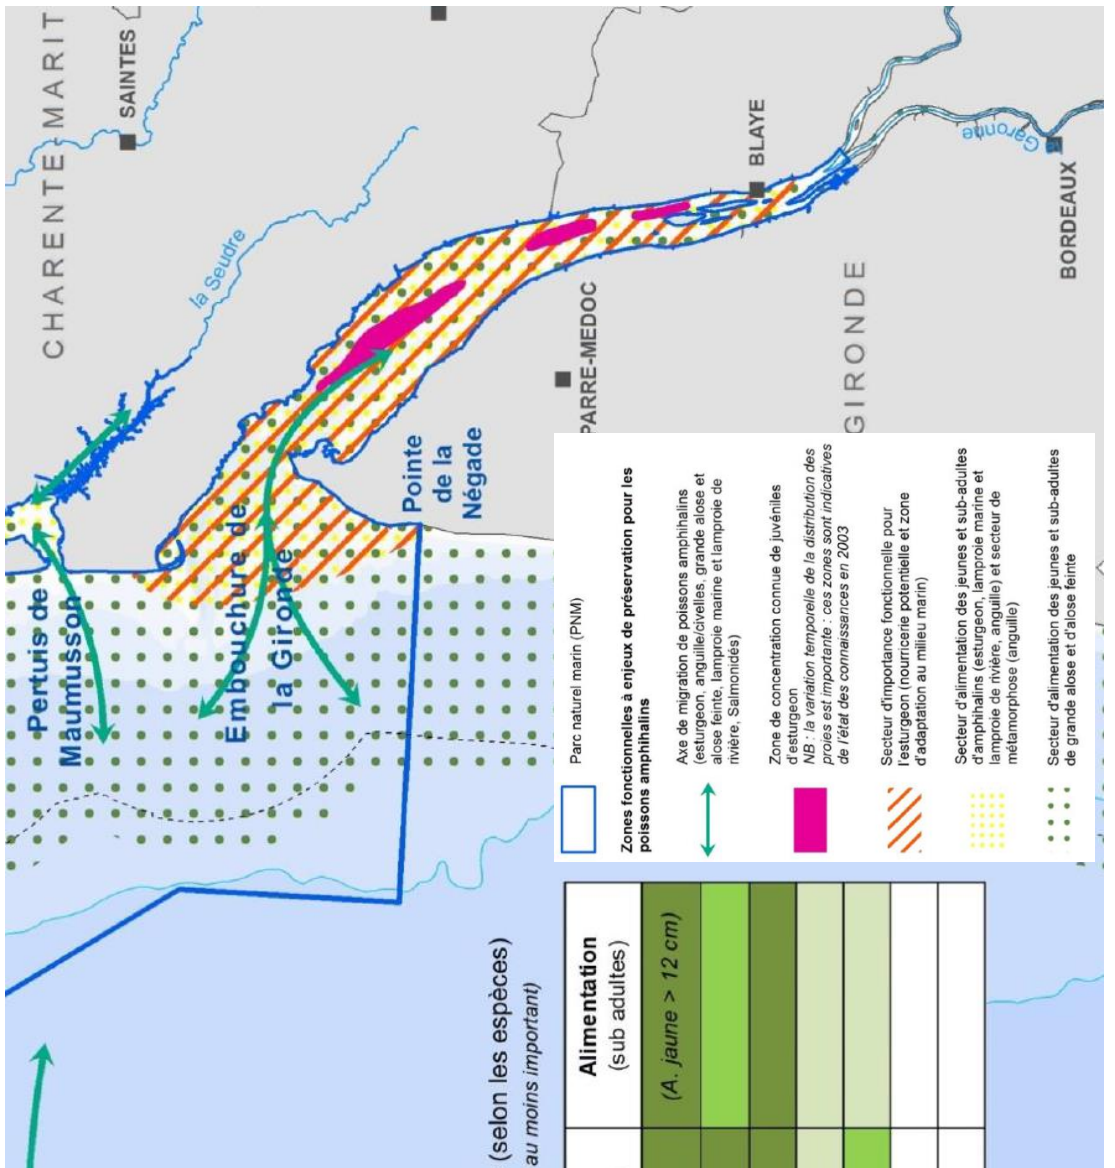 CHARENTE-MARIT
SAINTES
la Seudre
BLAYE
la Garonne
BORDEAUX
PARRE-MEDOC
GIRONDE
Pertuis de
Maumusson
Embouchure de
la Gironde
Pointe
de la
Négade
Parc naturel marin (PNM)
Zones fonctionnelles à enjeux de préservation pour les
poissons amphihalins
Axe de migration de poissons amphihalins
(esturgeon, anguille/civelles, grande alose et
alose feinte, lamproie marine et lamproie de
rivière, Salmonidés)
Zone de concentration connue de juvéniles
d'esturgeon
NB : la variation temporelle de la distribution des
proies est importante : ces zones sont indicatives
de l'état des connaissances en 2003
Secteur d'importance fonctionnelle pour
l'esturgeon (nourricerie potentielle et zone
d'adaptation au milieu marin)
Secteur d'alimentation des jeunes et sub-adultes
d'amphihalins (esturgeon, lamproie marine et
lamproie de rivière, anguille) et secteur de
métamorphose (anguille)
Secteur d'alimentation des jeunes et sub-adultes
de grande alose et d'alose feinte
(selon les espèces)
au moins important)
Alimentation
(sub adultes)
(A. jaune > 12 cm)